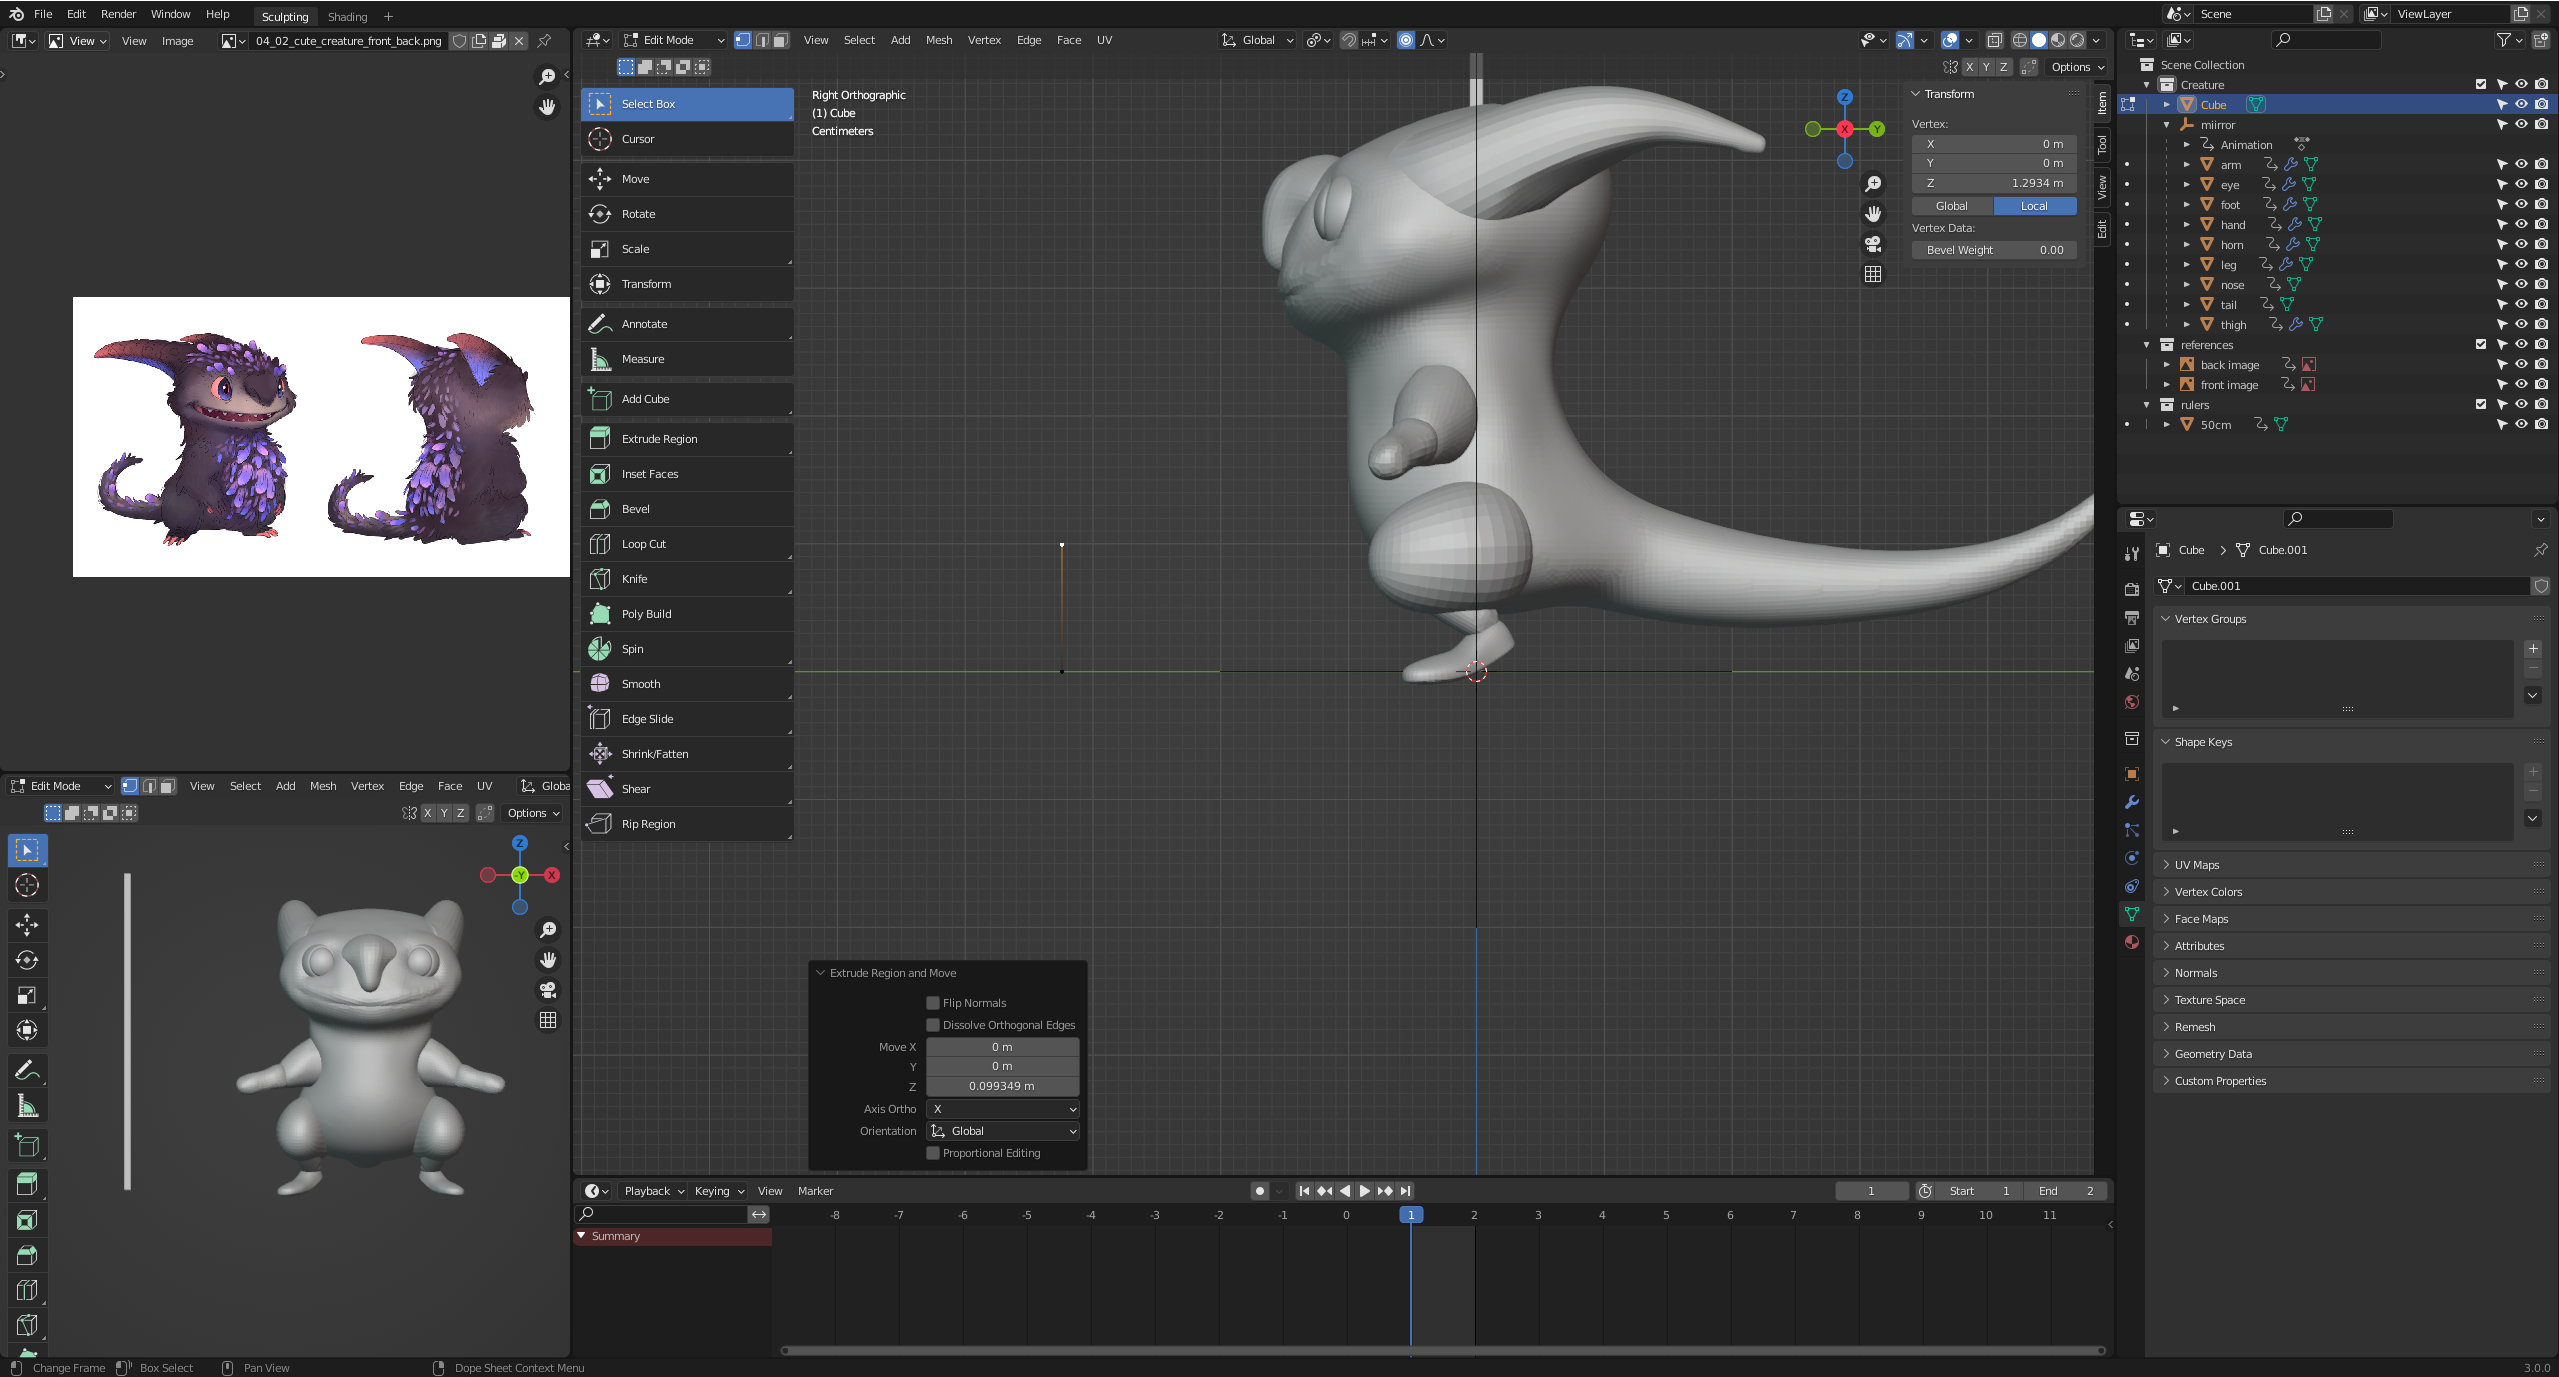 File Edit Render Window Help Sculpting Shading + Scene ViewLayer
View View Image 04_02_cute_creature_front_back.png
Edit Mode View Select Add Mesh Vertex Edge Face UV Global
X Y Z Options
Select Box
Cursor
Move
Rotate
Scale
Transform
Annotate
Measure
Add Cube
Extrude Region
Inset Faces
Bevel
Loop Cut
Knife
Poly Build
Spin
Smooth
Edge Slide
Shrink/Fatten
Shear
Rip Region
Right Orthographic
(1) Cube
Centimeters
Z
X Y
Transform
Vertex:
X 0 m
Y 0 m
Z 1.2934 m
Global Local
Vertex Data:
Bevel Weight 0.00
Item
Tool
View
Edit
Extrude Region and Move
Flip Normals
Dissolve Orthogonal Edges
Move X 0 m
Y 0 m
Z 0.099349 m
Axis Ortho X
Orientation Global
Proportional Editing
Edit Mode View Select Add Mesh Vertex Edge Face UV Globa
X Y Z Options
Z
-Y X
Playback Keying View Marker 1 Start 1 End 2
-8 -7 -6 -5 -4 -3 -2 -1 0 1 2 3 4 5 6 7 8 9 10 11
Summary
Scene Collection
Creature
Cube
miirror
Animation
arm
eye
foot
hand
horn
leg
nose
tail
thigh
references
back image
front image
rulers
50cm
Cube > Cube.001
Cube.001
Vertex Groups
Shape Keys
UV Maps
Vertex Colors
Face Maps
Attributes
Normals
Texture Space
Remesh
Geometry Data
Custom Properties
Change Frame Box Select Pan View Dope Sheet Context Menu 3.0.0